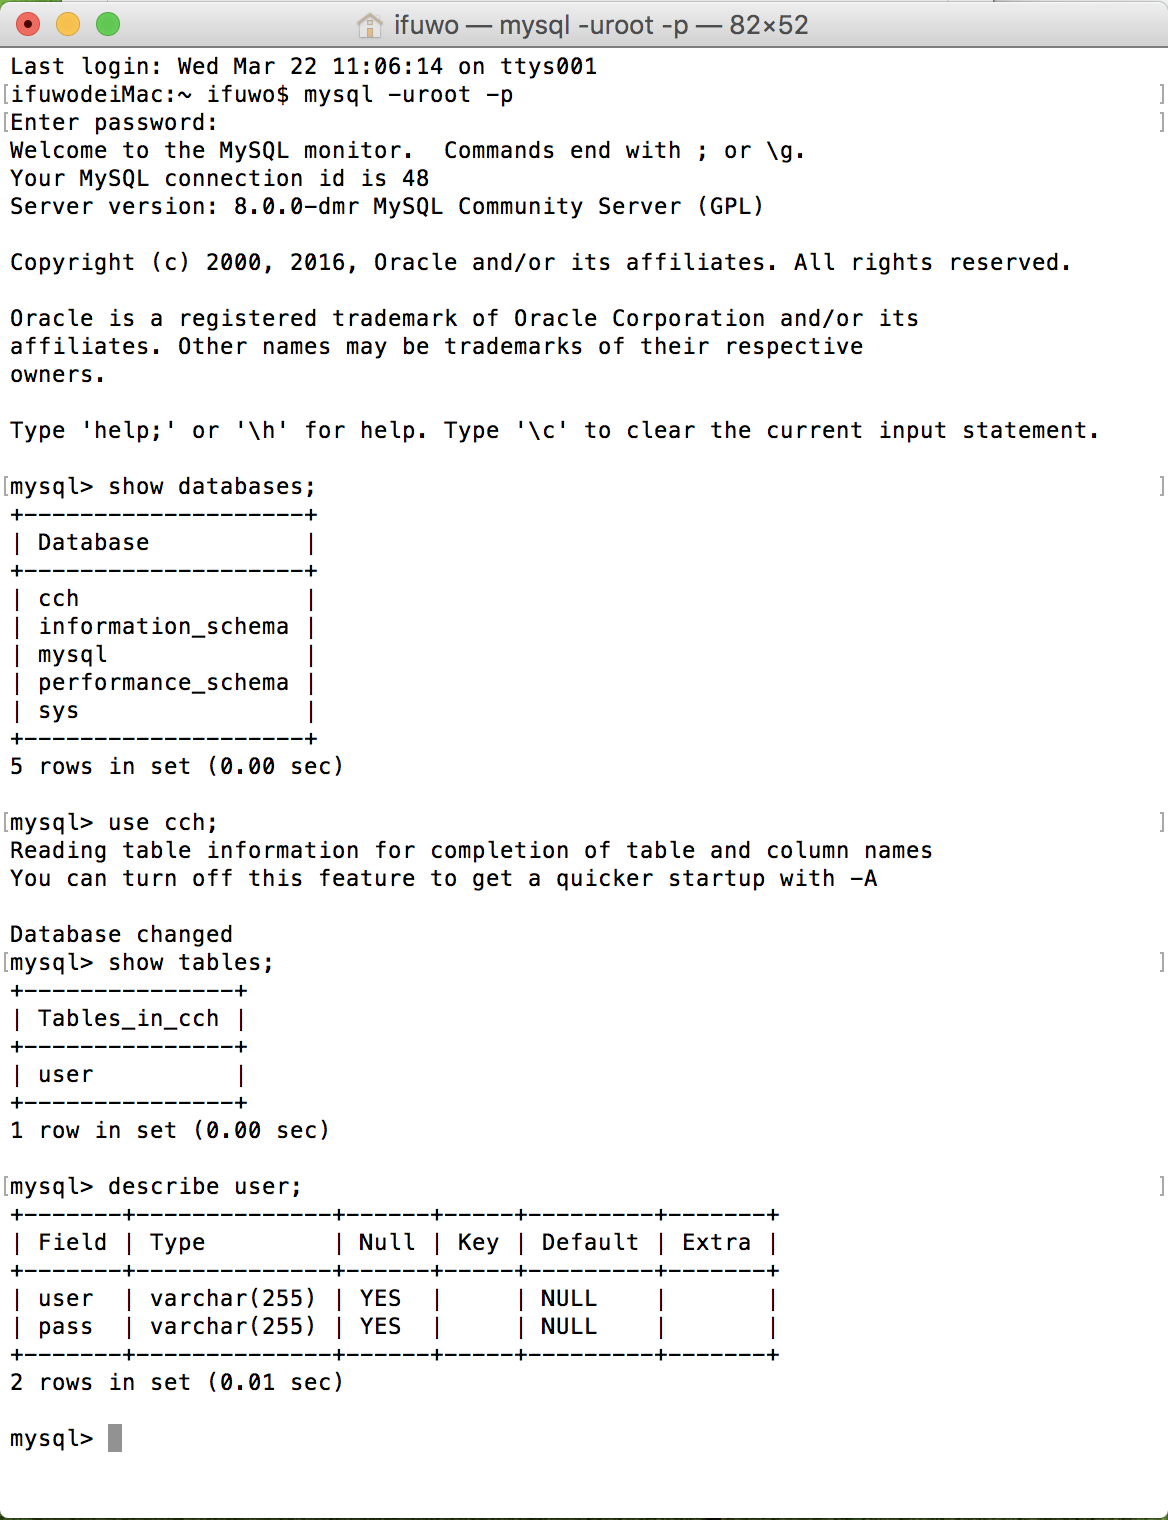 ifuwo — mysql -uroot -p — 82×52
Last login: Wed Mar 22 11:06:14 on ttys001
[ifuwodeiMac:~ ifuwo$ mysql -uroot -p ]
[Enter password: ]
Welcome to the MySQL monitor.  Commands end with ; or \g.
Your MySQL connection id is 48
Server version: 8.0.0-dmr MySQL Community Server (GPL)

Copyright (c) 2000, 2016, Oracle and/or its affiliates. All rights reserved.

Oracle is a registered trademark of Oracle Corporation and/or its
affiliates. Other names may be trademarks of their respective
owners.

Type 'help;' or '\h' for help. Type '\c' to clear the current input statement.

[mysql> show databases; ]
+--------------------+
| Database           |
+--------------------+
| cch                |
| information_schema |
| mysql              |
| performance_schema |
| sys                |
+--------------------+
5 rows in set (0.00 sec)

[mysql> use cch; ]
Reading table information for completion of table and column names
You can turn off this feature to get a quicker startup with -A

Database changed
[mysql> show tables; ]
+---------------+
| Tables_in_cch |
+---------------+
| user          |
+---------------+
1 row in set (0.00 sec)

[mysql> describe user; ]
+-------+--------------+------+-----+---------+-------+
| Field | Type         | Null | Key | Default | Extra |
+-------+--------------+------+-----+---------+-------+
| user  | varchar(255) | YES  |     | NULL    |       |
| pass  | varchar(255) | YES  |     | NULL    |       |
+-------+--------------+------+-----+---------+-------+
2 rows in set (0.01 sec)

mysql>